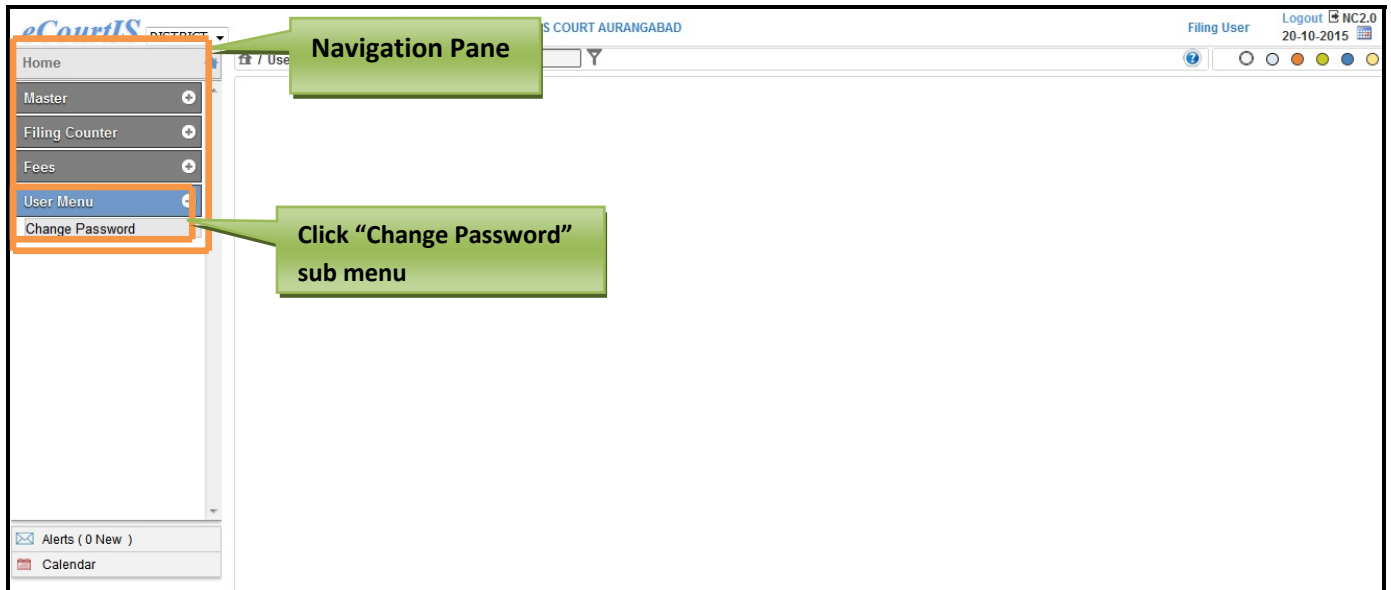 eCourtIS DISTRICT S COURT AURANGABAD Filing User Logout NC2.0
20-10-2015
Navigation Pane
Home
/ Use
Master
Filing Counter
Fees
User Menu
Change Password
Click “Change Password”
sub menu
Alerts ( 0 New )
Calendar